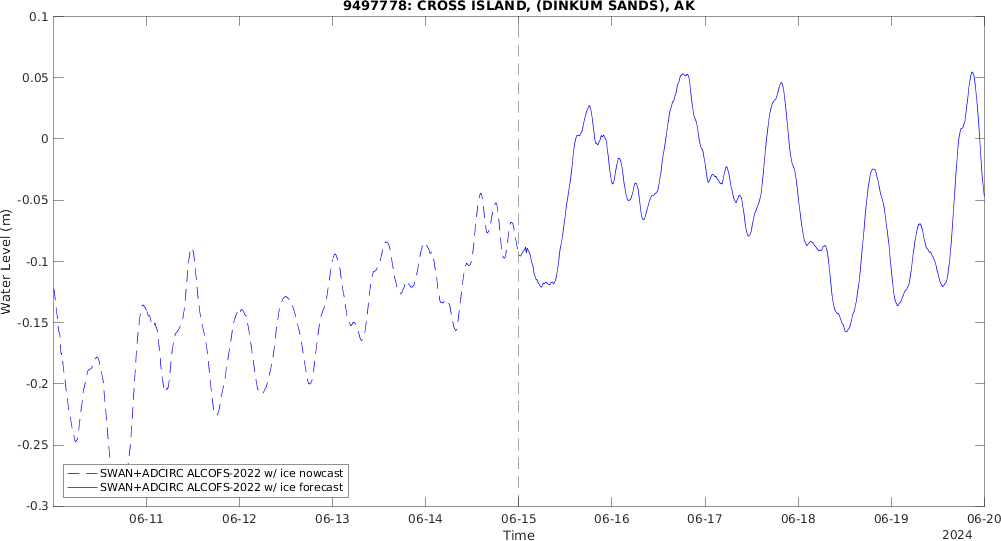 9497778: CROSS ISLAND, (DINKUM SANDS), AK
0.1
0.05
0
-0.05
-0.1
-0.15
-0.2
-0.25
-0.3
Water Level (m)
SWAN+ADCIRC ALCOFS-2022 w/ ice nowcast
SWAN+ADCIRC ALCOFS-2022 w/ ice forecast
06-11 06-12 06-13 06-14 06-15 06-16 06-17 06-18 06-19 06-20
Time
2024